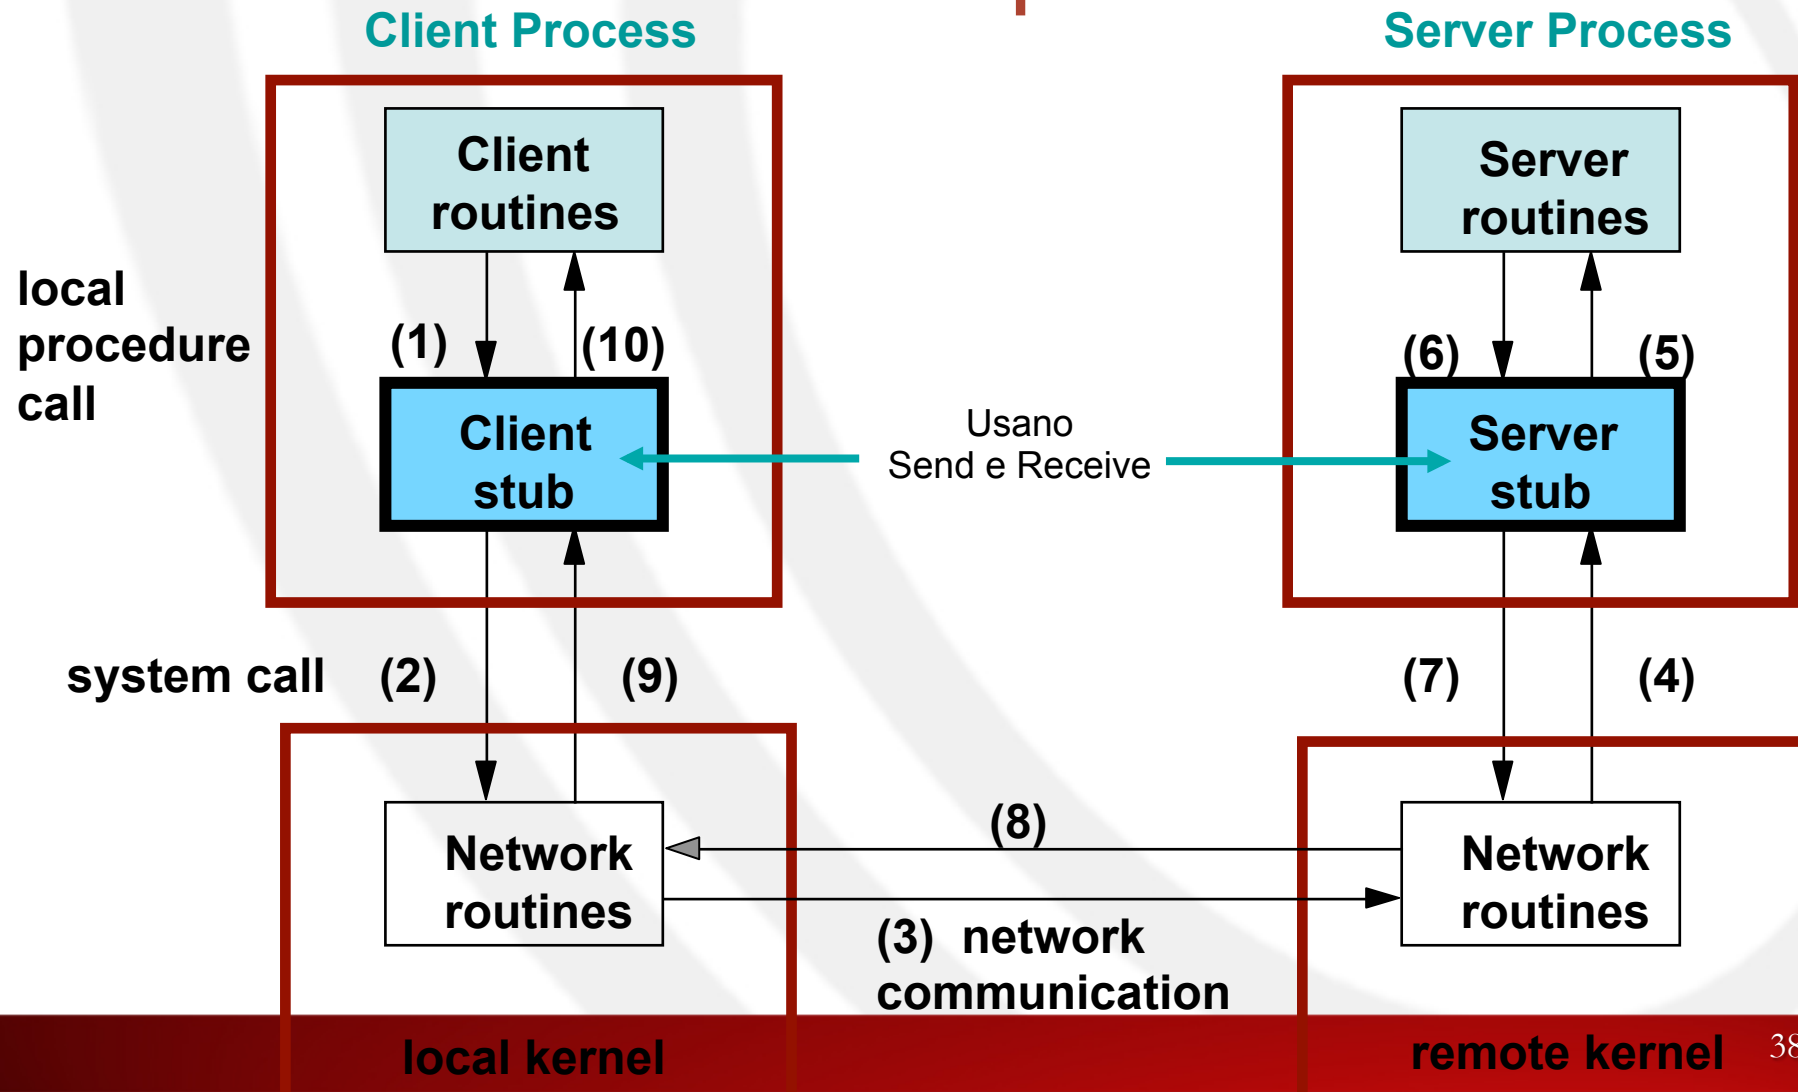 Client Process
Server Process
Client
routines
Server
routines
local
procedure
call
(1)
(10)
(6)
(5)
Client
stub
Usano
Send e Receive
Server
stub
system call
(2)
(9)
(7)
(4)
Network
routines
(8)
Network
routines
(3) network
communication
local kernel
remote kernel
38